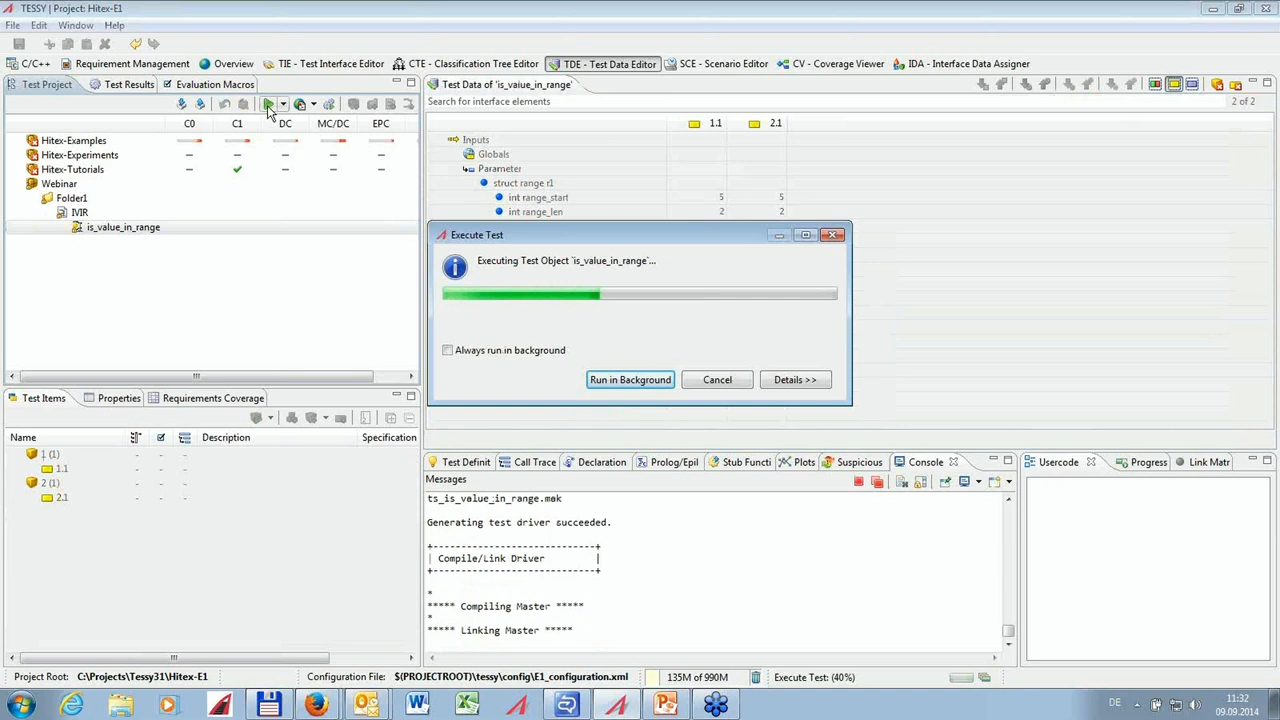 TESSY | Project: Hitex-E1
File Edit Window Help
C/C++ Requirement Management Overview TIE - Test Interface Editor CTE - Classification Tree Editor TDE - Test Data Editor SCE - Scenario Editor CV - Coverage Viewer IDA - Interface Data Assigner
Test Project Test Results Evaluation Macros
C0 C1 DC MC/DC EPC
Hitex-Examples
Hitex-Experiments — — — — —
Hitex-Tutorials — — — —
Webinar
Folder1
IVIR
is_value_in_range
Test Data of 'is_value_in_range'
Search for interface elements 2 of 2
1.1 2.1
Inputs
Globals
Parameter
struct range r1
int range_start 5 5
int range_len 2 2
Execute Test
Executing Test Object `is_value_in_range`...
Always run in background
Run in Background Cancel Details >>
Test Items Properties Requirements Coverage
Name Description Specification
1 (1) - - -
1.1 - - -
2 (1) - - -
2.1 - - -
Test Definit Call Trace Declaration Prolog/Epil Stub Functi Plots Suspicious Console
Messages
ts_is_value_in_range.mak
Generating test driver succeeded.
+----------------------------+
| Compile/Link Driver |
+----------------------------+
*
***** Compiling Master *****
*
***** Linking Master *****
Usercode Progress Link Matr
Project Root: C:\Projects\Tessy31\Hitex-E1 Configuration File: $(PROJECTROOT)\tessy\config\E1_configuration.xml 135M of 990M Execute Test: (40%)
DE 11:32
09.09.2014